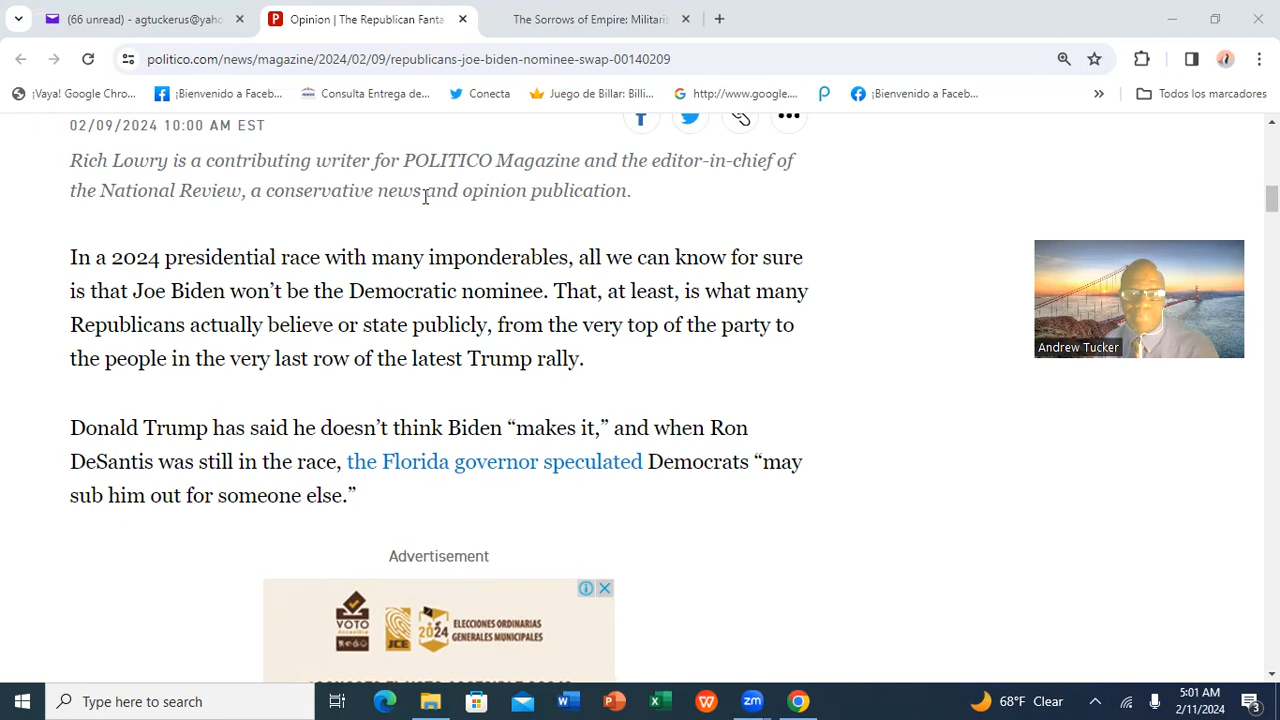 (66 unread) - agtuckerus@yaho
Opinion | The Republican Fanta
The Sorrows of Empire: Militaris
politico.com/news/magazine/2024/02/09/republicans-joe-biden-nominee-swap-00140209
¡Vaya! Google Chro...
¡Bienvenido a Faceb...
Consulta Entrega de...
Conecta
Juego de Billar: Billi...
http://www.google....
¡Bienvenido a Faceb...
Todos los marcadores
02/09/2024 10:00 AM EST
Rich Lowry is a contributing writer for POLITICO Magazine and the editor-in-chief of
the National Review, a conservative news and opinion publication.
In a 2024 presidential race with many imponderables, all we can know for sure
is that Joe Biden won’t be the Democratic nominee. That, at least, is what many
Republicans actually believe or state publicly, from the very top of the party to
the people in the very last row of the latest Trump rally.
Andrew Tucker
Donald Trump has said he doesn’t think Biden “makes it,” and when Ron
DeSantis was still in the race, the Florida governor speculated Democrats “may
sub him out for someone else.”
Advertisement
VOTO
JCE
2024
ELECCIONES ORDINARIAS
GENERALES MUNICIPALES
Type here to search
68°F Clear
5:01 AM
2/11/2024
3